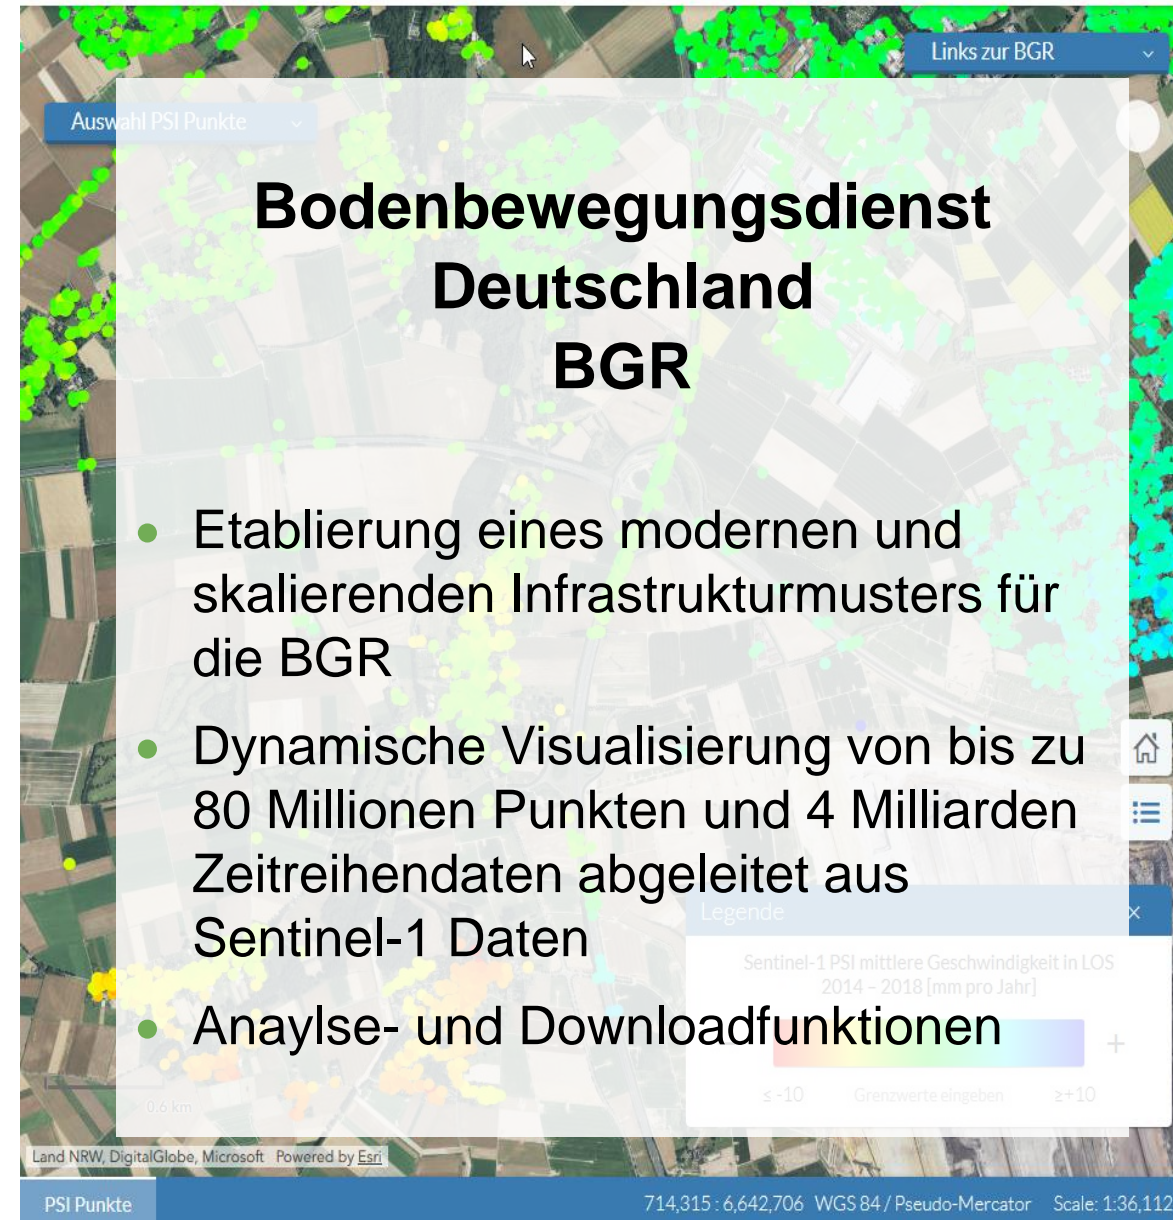 Links zur BGR
Auswahl PSI Punkte
Bodenbewegungsdienst
Deutschland
BGR
Etablierung eines modernen und
skalierenden Infrastrukturmusters für
die BGR
Dynamische Visualisierung von bis zu
80 Millionen Punkten und 4 Milliarden
Zeitreihendaten abgeleitet aus
Sentinel-1 Daten
Anaylse- und Downloadfunktionen
Legende
Sentinel-1 PSI mittlere Geschwindigkeit in LOS
2014 – 2018 [mm pro Jahr]
+
≤ -10 Grenzwerte eingeben ≥+10
0.6 km
Land NRW, DigitalGlobe, Microsoft Powered by Esri
PSI Punkte 714,315 : 6,642,706 WGS 84 / Pseudo-Mercator Scale: 1:36,112